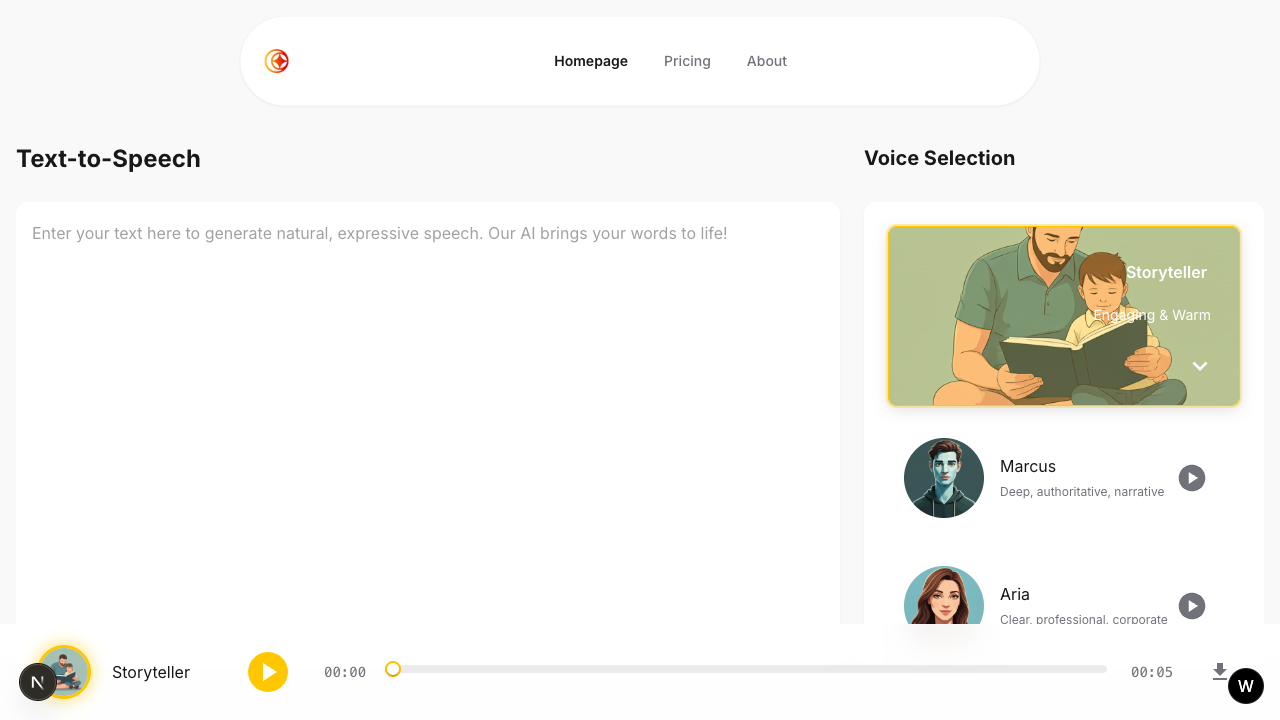 Homepage
Pricing
About
Text-to-Speech
Voice Selection
Enter your text here to generate natural, expressive speech. Our AI brings your words to life!
Storyteller
Engaging & Warm
Marcus
Deep, authoritative, narrative
Aria
Clear, professional, corporate
N
Storyteller
00:00
00:05
W